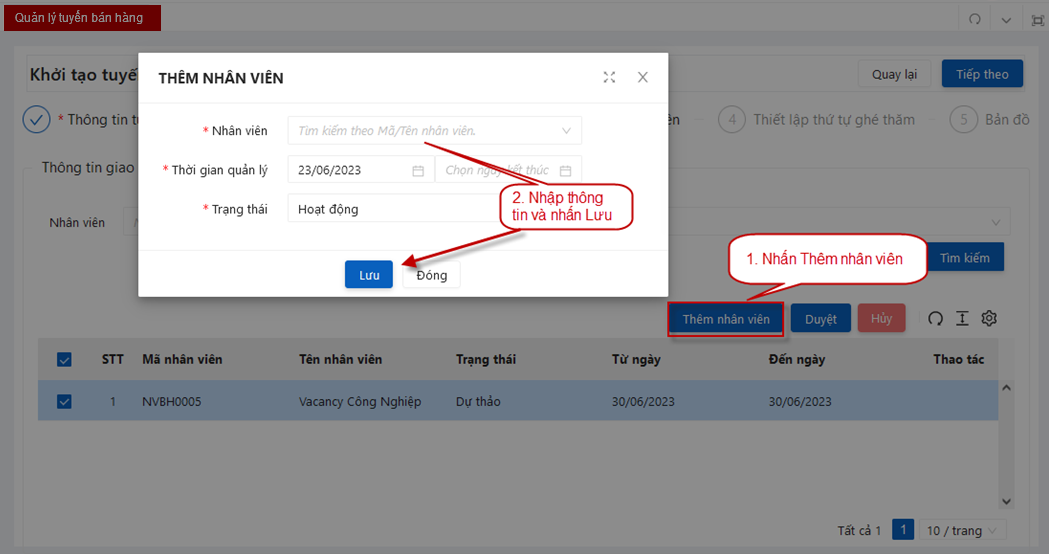 Quản lý tuyến bán hàng
Khởi tạo tuyế
Quay lại
Tiếp theo
THÊM NHÂN VIÊN
* Thông tin tu
ên
4
Thiết lập thứ tự ghé thăm
5
Bản đồ
* Nhân viên
Tìm kiếm theo Mã/Tên nhân viên.
Thông tin giao
* Thời gian quản lý
23/06/2023
Chọn ngày kết thúc
* Trạng thái
Hoạt động
2. Nhập thông
tin và nhấn Lưu
Nhân viên
Lưu
Đóng
1. Nhấn Thêm nhân viên
Tìm kiếm
Thêm nhân viên
Duyệt
Hủy
STT Mã nhân viên Tên nhân viên Trạng thái Từ ngày Đến ngày Thao tác
1 NVBH0005 Vacancy Công Nghiệp Dự thảo 30/06/2023 30/06/2023
Tất cả 1 1 10 / trang